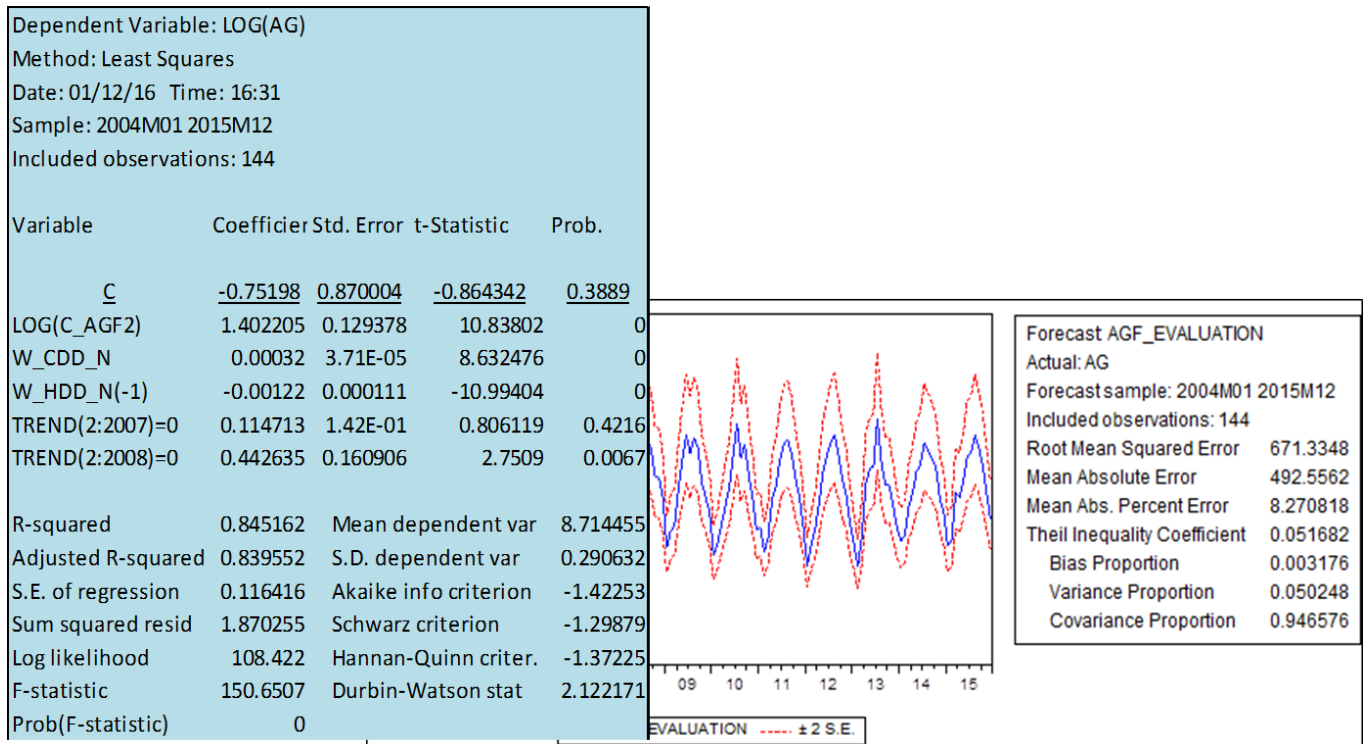 Dependent Variable: LOG(AG)
Method: Least Squares
Date: 01/12/16 Time: 16:31
Sample: 2004M01 2015M12
Included observations: 144
Variable Coefficier Std. Error t-Statistic Prob.
C -0.75198 0.870004 -0.864342 0.3889
LOG(C_AGF2) 1.402205 0.129378 10.83802 0
W_CDD_N 0.00032 3.71E-05 8.632476 0
W_HDD_N(-1) -0.00122 0.000111 -10.99404 0
TREND(2:2007)=0 0.114713 1.42E-01 0.806119 0.4216
TREND(2:2008)=0 0.442635 0.160906 2.7509 0.0067
R-squared 0.845162 Mean dependent var 8.714455
Adjusted R-squared 0.839552 S.D. dependent var 0.290632
S.E. of regression 0.116416 Akaike info criterion -1.42253
Sum squared resid 1.870255 Schwarz criterion -1.29879
Log likelihood 108.422 Hannan-Quinn criter. -1.37225
F-statistic 150.6507 Durbin-Watson stat 2.122171
Prob(F-statistic) 0
09 10 11 12 13 14 15
EVALUATION ± 2 S.E.
Forecast: AGF_EVALUATION
Actual: AG
Forecast sample: 2004M01 2015M12
Included observations: 144
Root Mean Squared Error 671.3348
Mean Absolute Error 492.5562
Mean Abs. Percent Error 8.270818
Theil Inequality Coefficient 0.051682
Bias Proportion 0.003176
Variance Proportion 0.050248
Covariance Proportion 0.946576